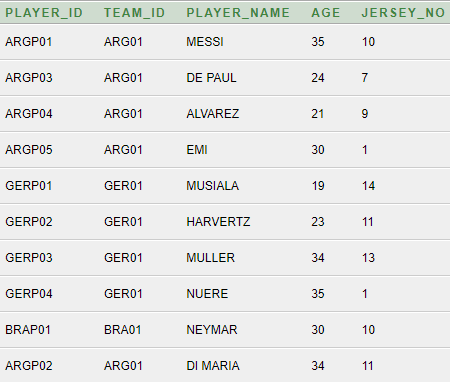 PLAYER_ID TEAM_ID PLAYER_NAME AGE JERSEY_NO
ARGP01 ARG01 MESSI 35 10
ARGP03 ARG01 DE PAUL 24 7
ARGP04 ARG01 ALVAREZ 21 9
ARGP05 ARG01 EMI 30 1
GERP01 GER01 MUSIALA 19 14
GERP02 GER01 HARVERTZ 23 11
GERP03 GER01 MULLER 34 13
GERP04 GER01 NUERE 35 1
BRAP01 BRA01 NEYMAR 30 10
ARGP02 ARG01 DI MARIA 34 11